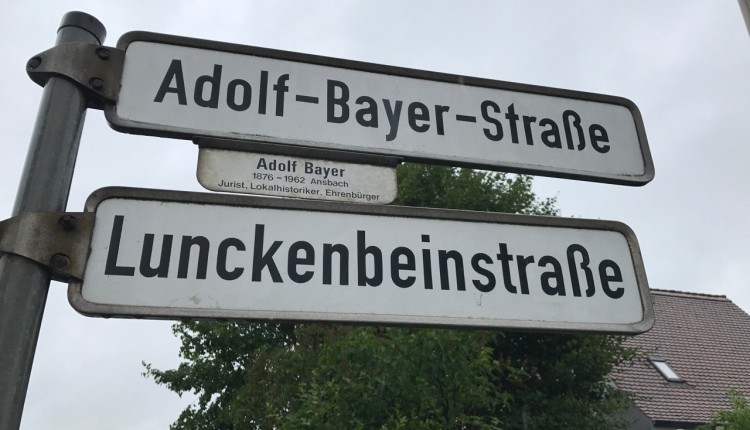 Adolf-Bayer-Straße
Adolf Bayer
1876-1962 Ansbach
Jurist, Lokalhistoriker, Ehrenbürger
Lunckenbeinstraße